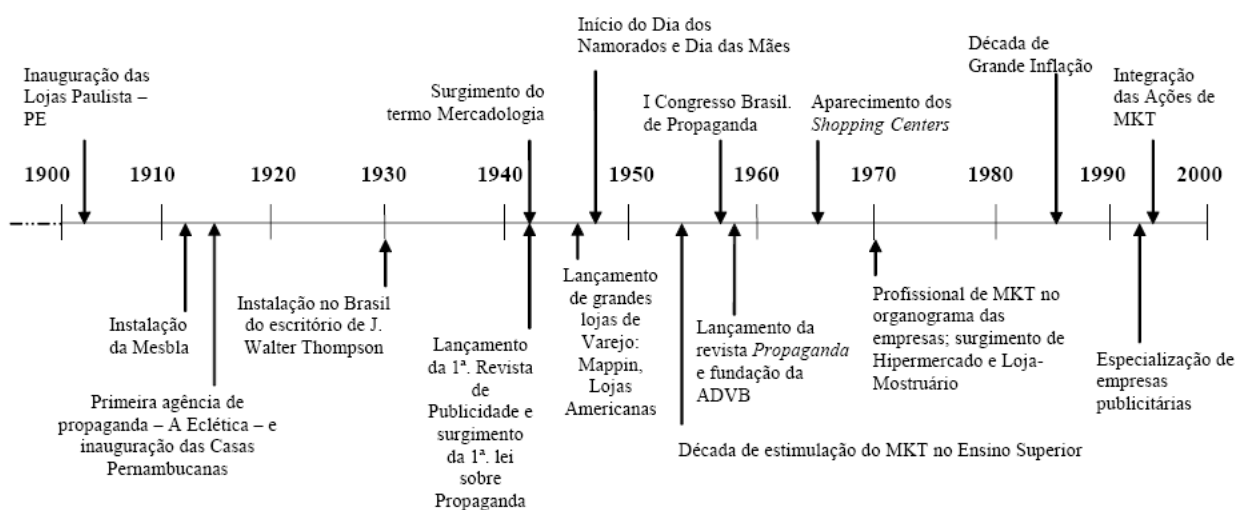 Inauguração das
Lojas Paulista –
PE
Surgimento do
termo Mercadologia
Início do Dia dos
Namorados e Dia das Mães
I Congresso Brasil.
de Propaganda
Aparecimento dos
Shopping Centers
Década de
Grande Inflação
Integração
das Ações de
MKT
1900 1910 1920 1930 1940 1950 1960 1970 1980 1990 2000
Instalação
da Mesbla
Primeira agência de
propaganda – A Eclética – e
inauguração das Casas
Pernambucanas
Instalação no Brasil
do escritório de J.
Walter Thompson
Lançamento
da 1ª. Revista
de
Publicidade e
surgimento
da 1ª. lei
sobre
Propaganda
Lançamento
de grandes
lojas de
Varejo:
Mappin,
Lojas
Americanas
Década de estimulação do MKT no Ensino Superior
Lançamento da
revista Propaganda
e fundação da
ADVB
Profissional de MKT no
organograma das
empresas; surgimento de
Hipermercado e Loja-
Mostruário
Especialização de
empresas
publicitárias